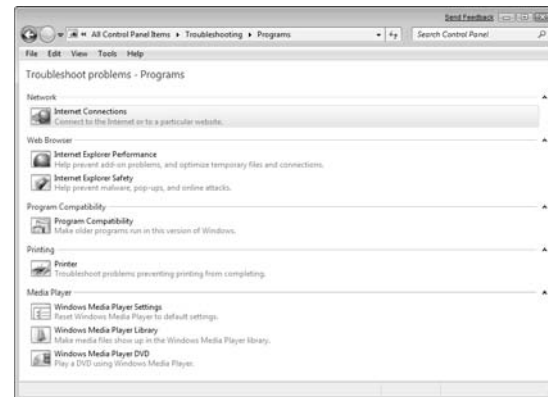 Send Feedback
« All Control Panel Items ▸ Troubleshooting ▸ Programs
Search Control Panel
File Edit View Tools Help
Troubleshoot problems - Programs
Network
Internet Connections
Connect to the Internet or to a particular website.
Web Browser
Internet Explorer Performance
Help prevent add-on problems, and optimize temporary files and connections.
Internet Explorer Safety
Help prevent malware, pop-ups, and online attacks.
Program Compatibility
Program Compatibility
Make older programs run in this version of Windows.
Printing
Printer
Troubleshoot problems preventing printing from completing.
Media Player
Windows Media Player Settings
Reset Windows Media Player to default settings.
Windows Media Player Library
Make media files show up in the Windows Media Player library.
Windows Media Player DVD
Play a DVD using Windows Media Player.